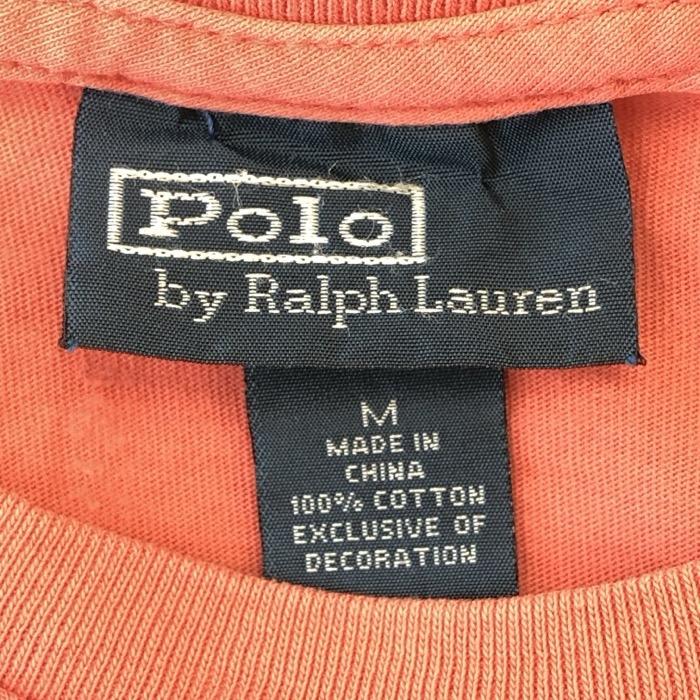 Polo
by Ralph Lauren
M
MADE IN
CHINA
100% COTTON
EXCLUSIVE OF
DECORATION